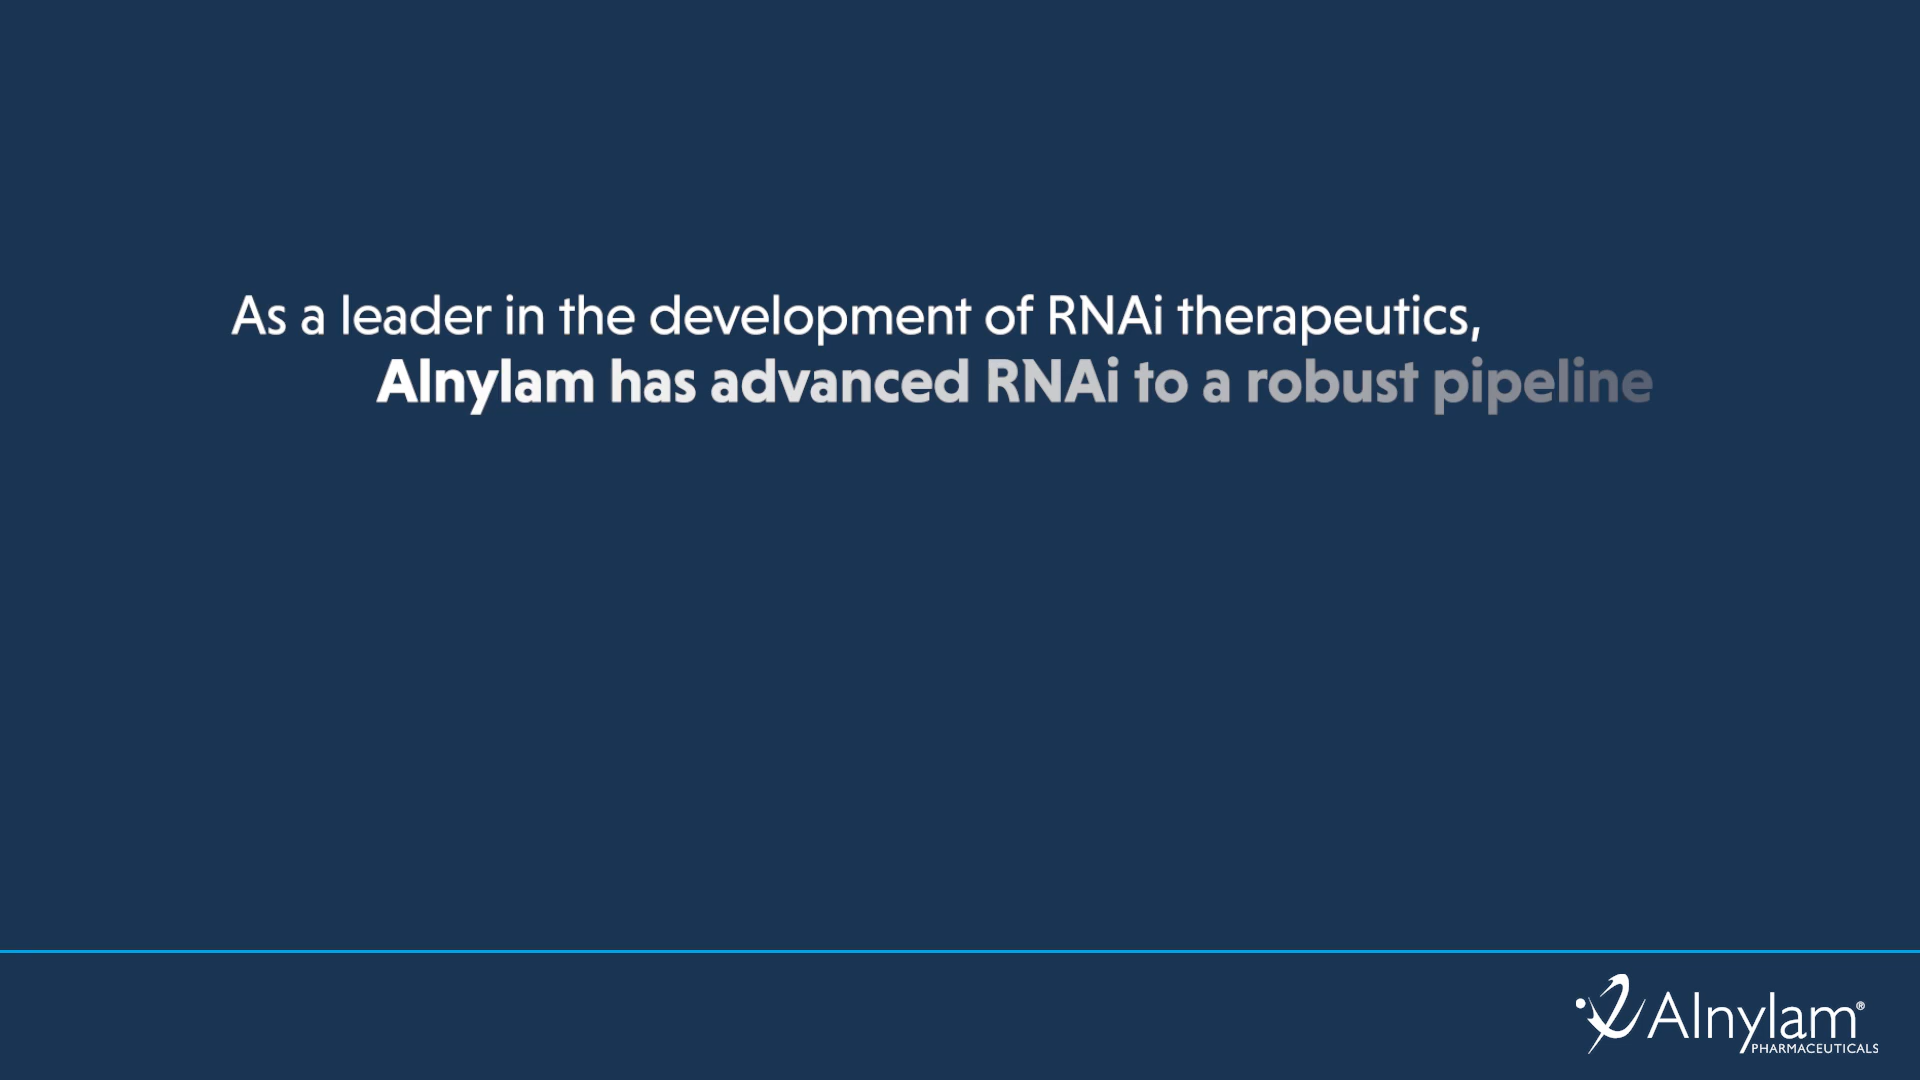 As a leader in the development of RNAi therapeutics,
Alnylam has advanced RNAi to a robust pipeline
Alnylam®
PHARMACEUTICALS